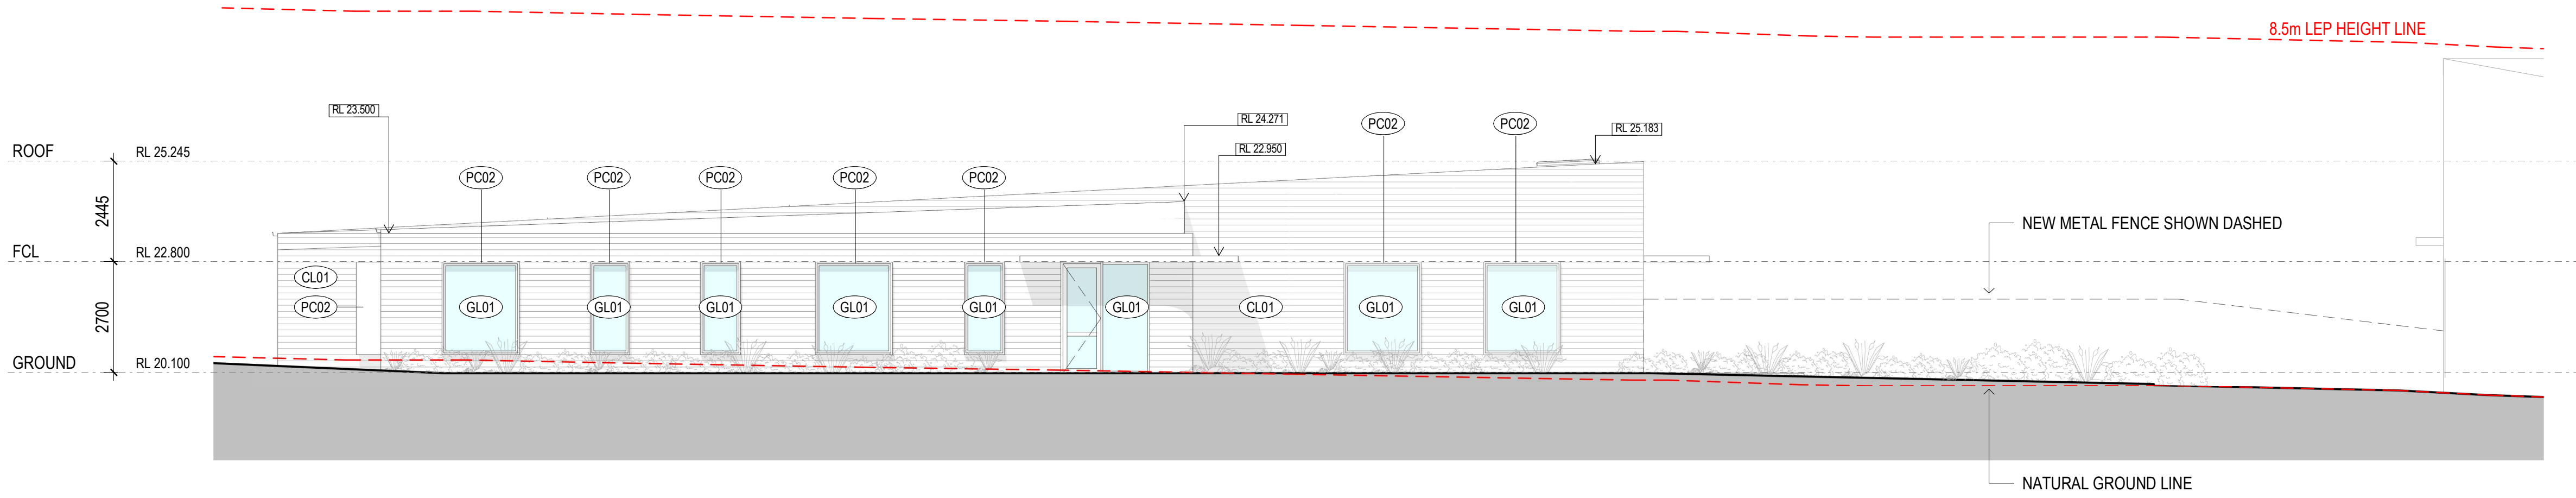 8.5m LEP HEIGHT LINE
RL 23.500
RL 24.271
PC02
PC02
RL 25.183
ROOF
RL 25.245
RL 22.950
PC02
PC02
PC02
PC02
PC02
2445
NEW METAL FENCE SHOWN DASHED
FCL
RL 22.800
CL01
PC02
GL01
GL01
GL01
GL01
GL01
GL01
CL01
GL01
GL01
2700
GROUND
RL 20.100
NATURAL GROUND LINE